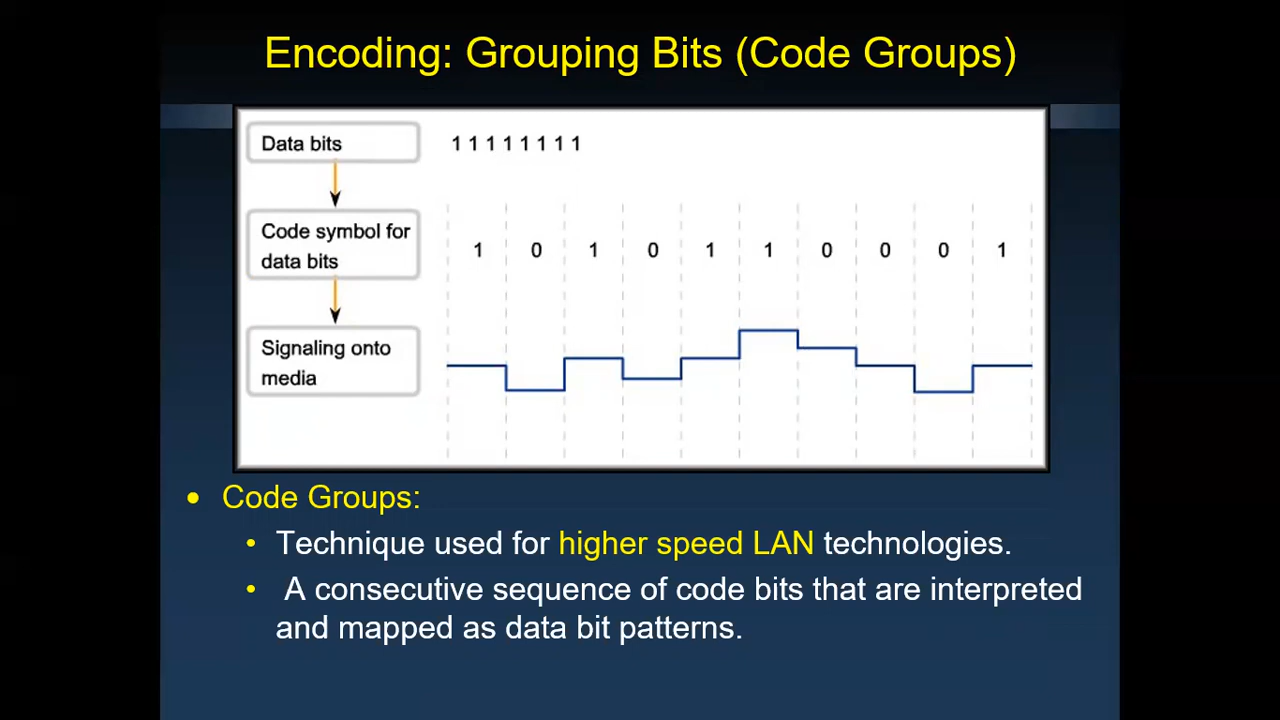 Encoding: Grouping Bits (Code Groups)
Data bits
1 1 1 1 1 1 1 1
Code symbol for
data bits
1 0 1 0 1 1 0 0 0 1
Signaling onto
media
• Code Groups:
• Technique used for higher speed LAN technologies.
• A consecutive sequence of code bits that are interpreted
and mapped as data bit patterns.